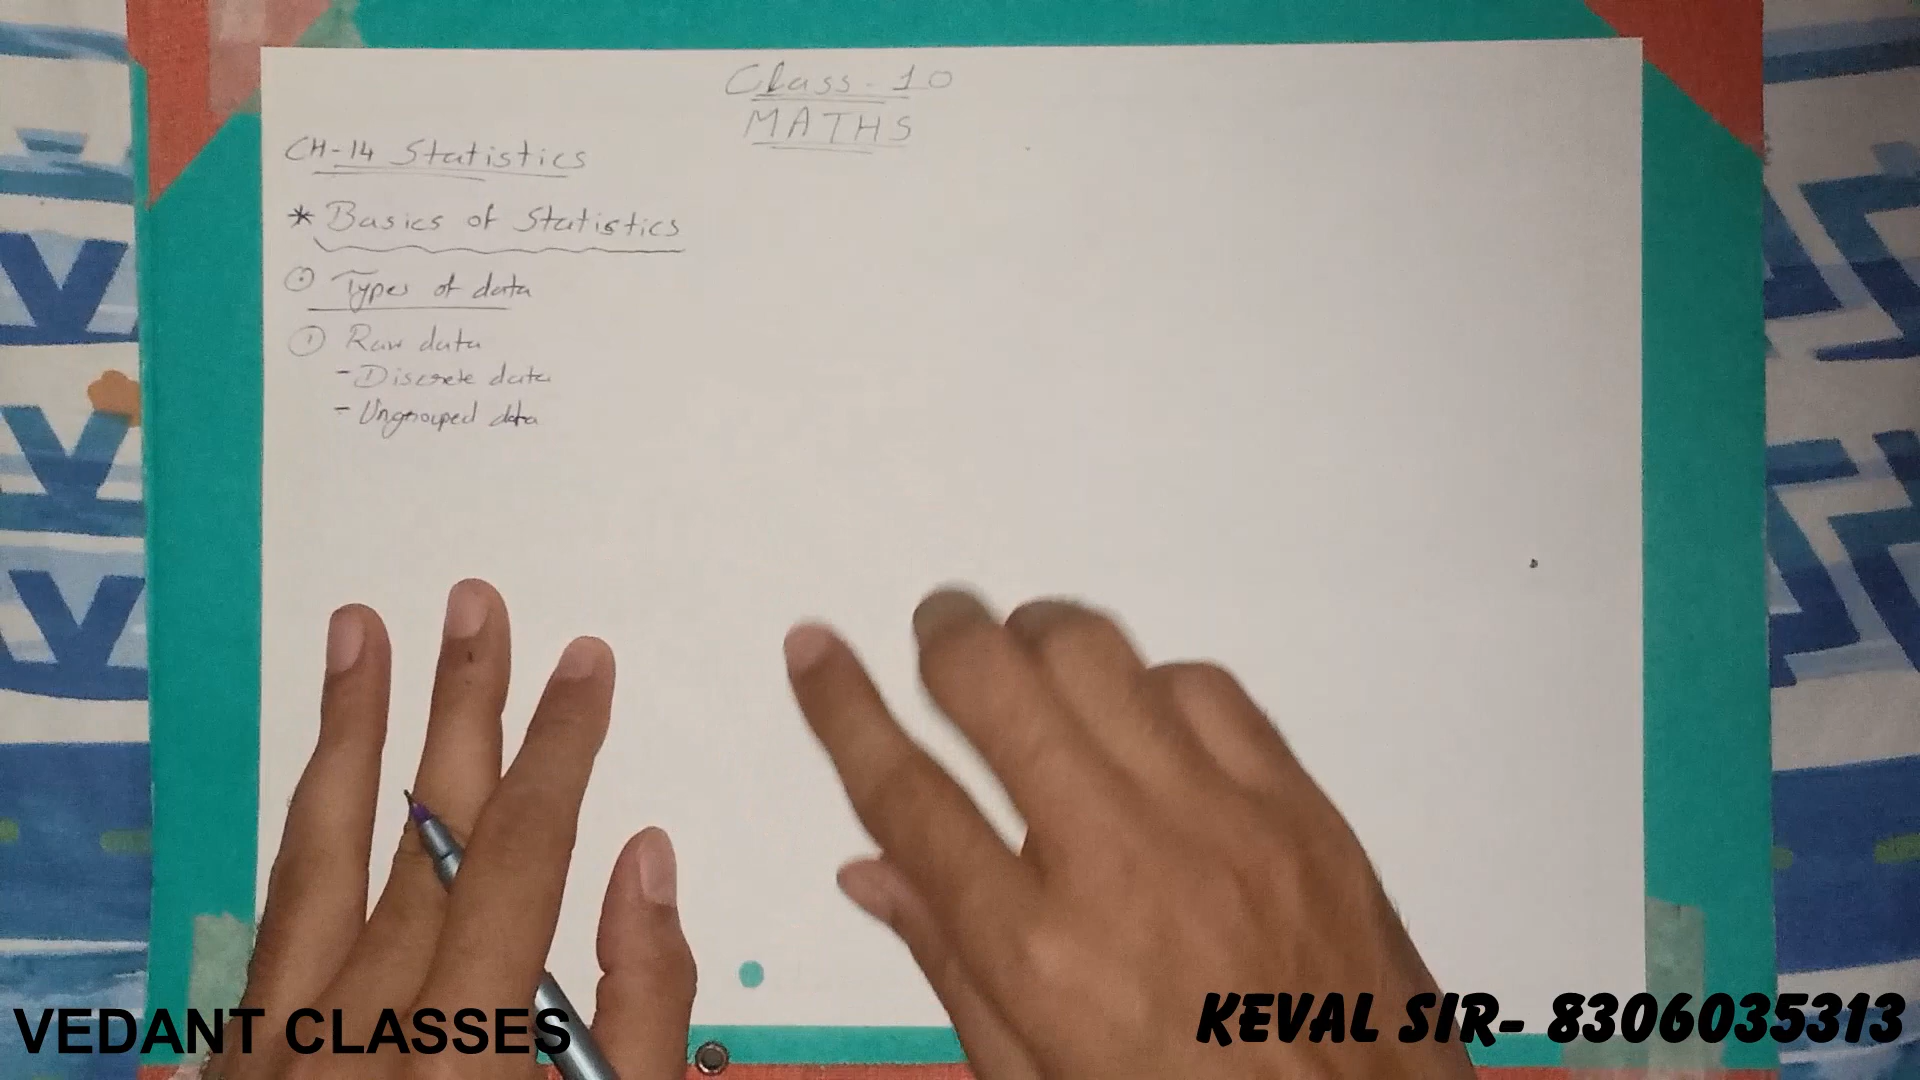 Class-10
MATHS
CH-14 Statistics
* Basics of Statistics
Types of data
① Raw data
- Discrete data
- Ungrouped data
VEDANT CLASSES
KEVAL SIR- 8306035313